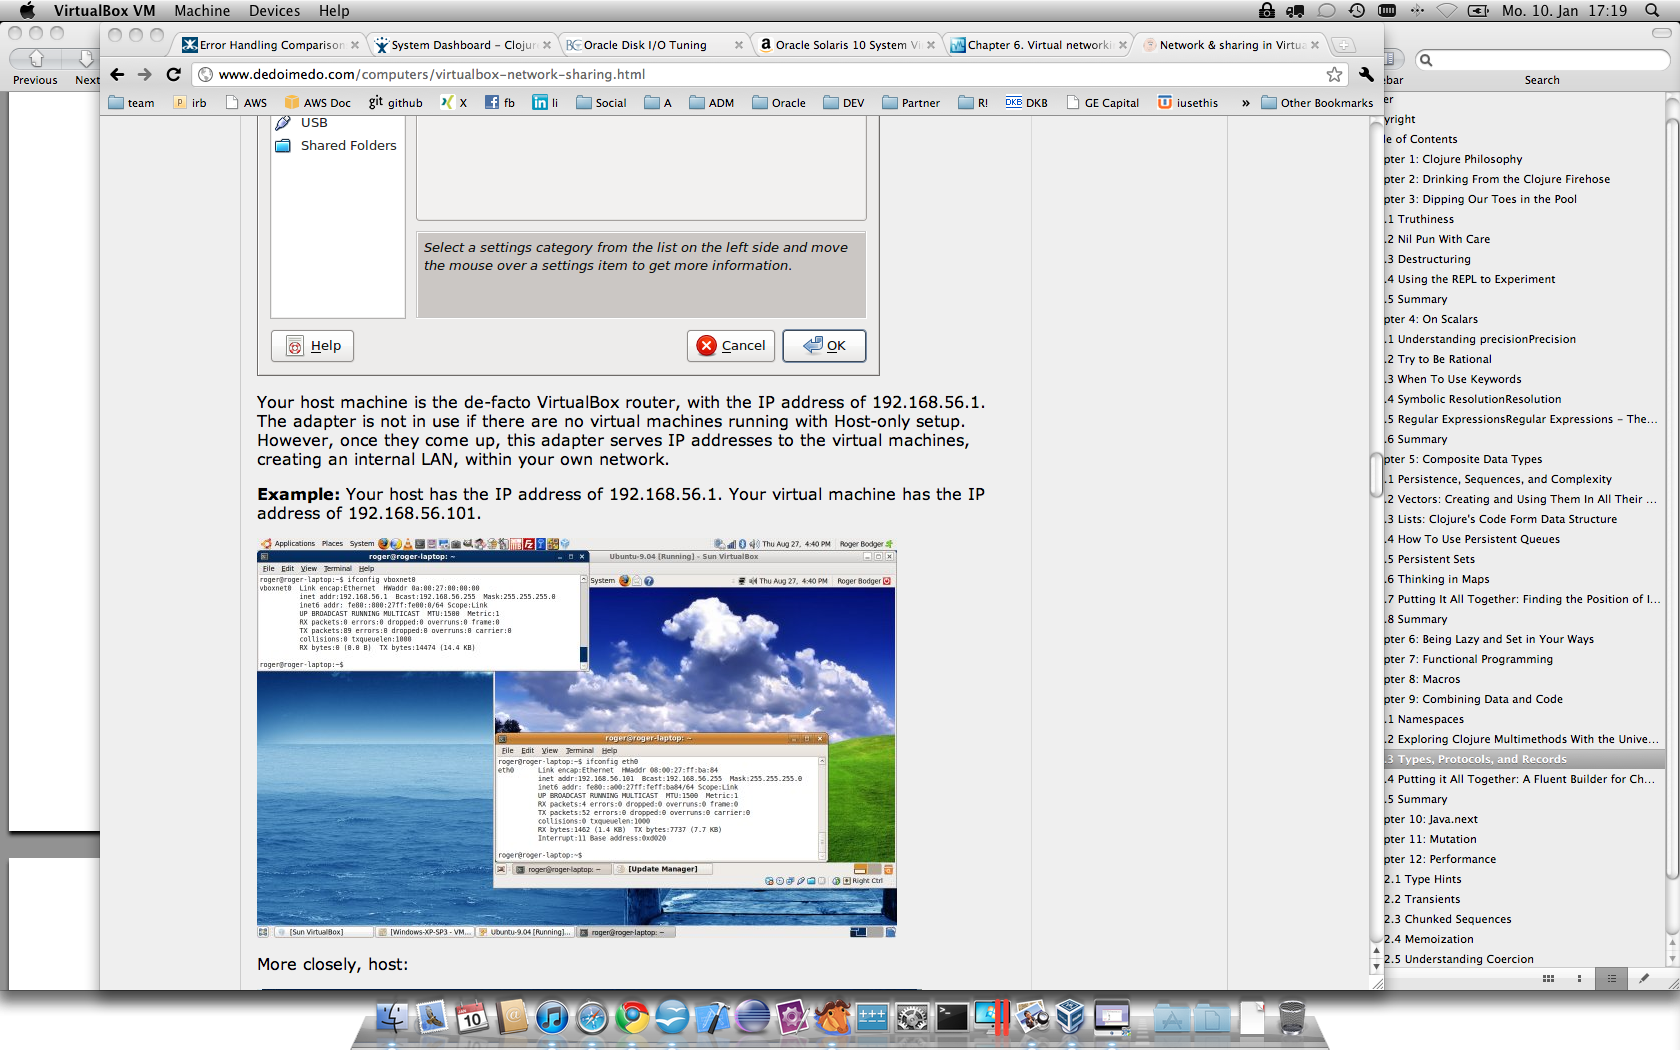 VirtualBox VM Machine Devices Help
Mo. 10. Jan 17:19
Previous
Next
Error Handling Comparison
System Dashboard – Clojur
Oracle Disk I/O Tuning
Oracle Solaris 10 System Vi
Chapter 6. Virtual networki
Network & sharing in Virtua
www.dedoimedo.com/computers/virtualbox-network-sharing.html
team irb AWS AWS Doc github X fb li Social A ADM Oracle DEV Partner R! DKB GE Capital iusethis » Other Bookmarks
USB
Shared Folders
Select a settings category from the list on the left side and move
the mouse over a settings item to get more information.
Help
Cancel
OK
Your host machine is the de-facto VirtualBox router, with the IP address of 192.168.56.1.
The adapter is not in use if there are no virtual machines running with Host-only setup.
However, once they come up, this adapter serves IP addresses to the virtual machines,
creating an internal LAN, within your own network.
Example: Your host has the IP address of 192.168.56.1. Your virtual machine has the IP
address of 192.168.56.101.
Applications Places System
Thu Aug 27, 4:40 PM Roger Bodger
roger@roger-laptop: ~
File Edit View Terminal Help
roger@roger-laptop:~$ ifconfig vboxnet0
vboxnet0 Link encap:Ethernet HWaddr 0a:00:27:00:00:00
inet addr:192.168.56.1 Bcast:192.168.56.255 Mask:255.255.255.0
inet6 addr: fe80::800:27ff:fe00:0/64 Scope:Link
UP BROADCAST RUNNING MULTICAST MTU:1500 Metric:1
RX packets:0 errors:0 dropped:0 overruns:0 frame:0
TX packets:89 errors:0 dropped:0 overruns:0 carrier:0
collisions:0 txqueuelen:1000
RX bytes:0 (0.0 B) TX bytes:14474 (14.4 KB)
roger@roger-laptop:~$
Ubuntu-9.04 [Running] - Sun VirtualBox
System
Thu Aug 27, 4:40 PM Roger Bodger
roger@roger-laptop: ~
File Edit View Terminal Help
roger@roger-laptop:~$ ifconfig eth0
eth0 Link encap:Ethernet HWaddr 08:00:27:ff:ba:84
inet addr:192.168.56.101 Bcast:192.168.56.255 Mask:255.255.255.0
inet6 addr: fe80::a00:27ff:feff:ba84/64 Scope:Link
UP BROADCAST RUNNING MULTICAST MTU:1500 Metric:1
RX packets:4 errors:0 dropped:0 overruns:0 frame:0
TX packets:52 errors:0 dropped:0 overruns:0 carrier:0
collisions:0 txqueuelen:1000
RX bytes:1462 (1.4 KB) TX bytes:7737 (7.7 KB)
Interrupt:11 Base address:0xd020
roger@roger-laptop:~$
roger@roger-laptop: ~ [Update Manager]
Right Ctrl
[Sun VirtualBox] [Windows-XP-SP3 - VM... Ubuntu-9.04 [Running]... roger@roger-laptop: ~
More closely, host:
ebar
Search
er
yright
le of Contents
pter 1: Clojure Philosophy
pter 2: Drinking From the Clojure Firehose
pter 3: Dipping Our Toes in the Pool
.1 Truthiness
.2 Nil Pun With Care
.3 Destructuring
.4 Using the REPL to Experiment
.5 Summary
pter 4: On Scalars
.1 Understanding precisionPrecision
.2 Try to Be Rational
.3 When To Use Keywords
.4 Symbolic ResolutionResolution
.5 Regular ExpressionsRegular Expressions – The...
.6 Summary
pter 5: Composite Data Types
.1 Persistence, Sequences, and Complexity
.2 Vectors: Creating and Using Them In All Their ...
.3 Lists: Clojure's Code Form Data Structure
.4 How To Use Persistent Queues
.5 Persistent Sets
.6 Thinking in Maps
.7 Putting It All Together: Finding the Position of I...
.8 Summary
pter 6: Being Lazy and Set in Your Ways
pter 7: Functional Programming
pter 8: Macros
pter 9: Combining Data and Code
.1 Namespaces
.2 Exploring Clojure Multimethods With the Unive...
.3 Types, Protocols, and Records
.4 Putting it All Together: A Fluent Builder for Ch...
.5 Summary
pter 10: Java.next
pter 11: Mutation
pter 12: Performance
2.1 Type Hints
2.2 Transients
2.3 Chunked Sequences
2.4 Memoization
2.5 Understanding Coercion
10